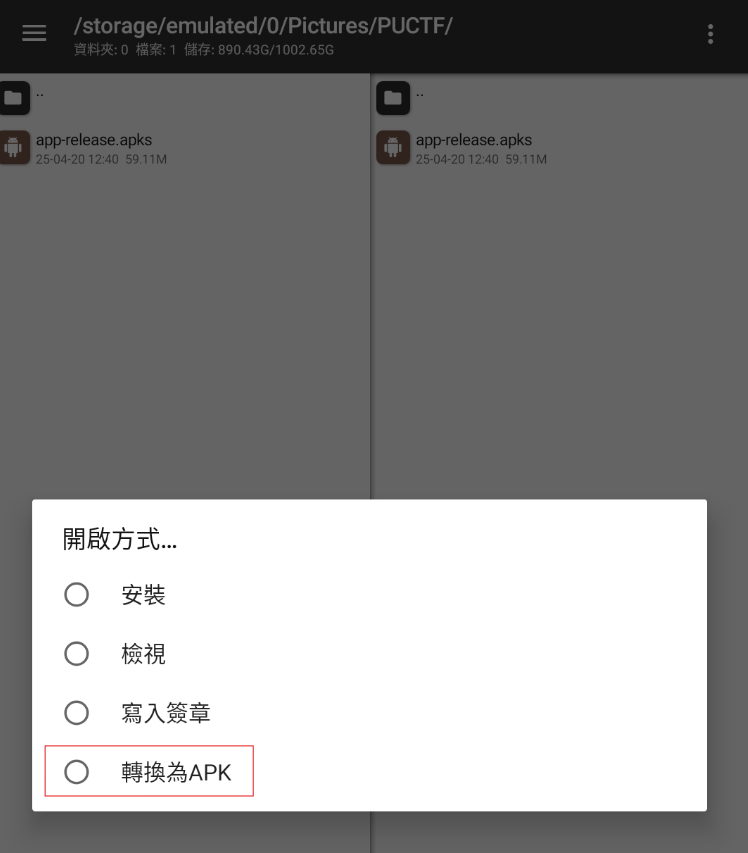 /storage/emulated/0/Pictures/PUCTF/
資料夾: 0 檔案: 1 儲存: 890.43G/1002.65G
..
app-release.apks
25-04-20 12:40 59.11M
..
app-release.apks
25-04-20 12:40 59.11M
開啟方式...
安裝
檢視
寫入簽章
轉換為APK